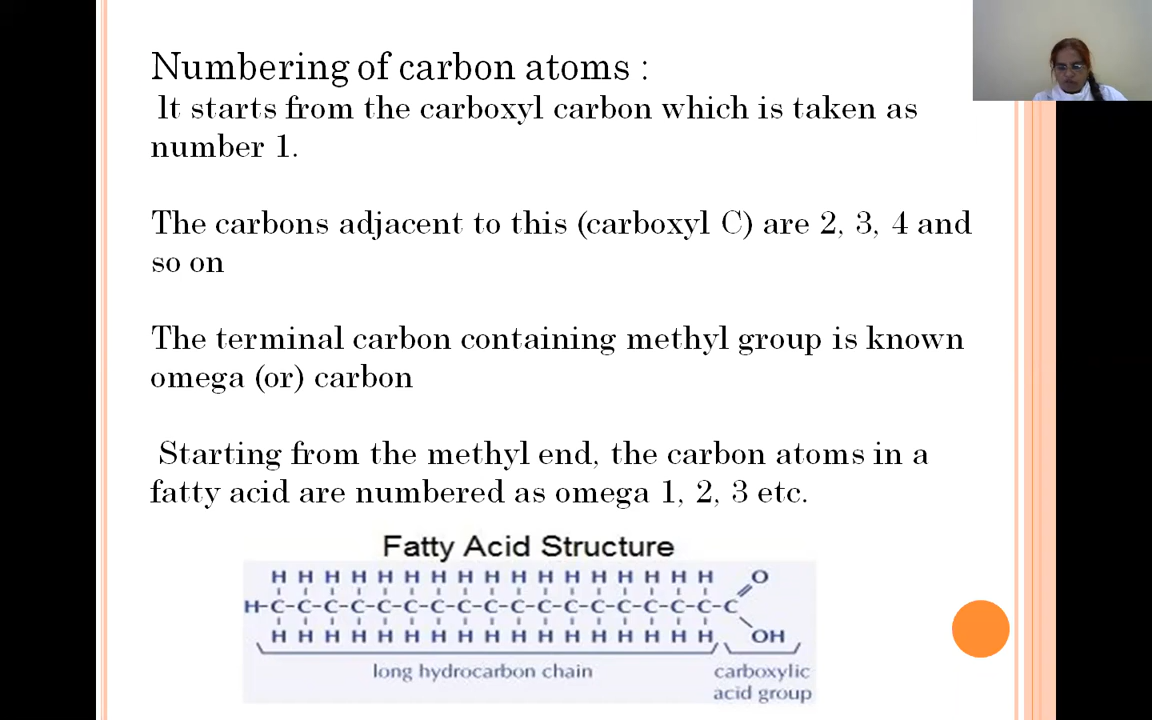 Numbering of carbon atoms :
It starts from the carboxyl carbon which is taken as
number 1.
The carbons adjacent to this (carboxyl C) are 2, 3, 4 and
so on
The terminal carbon containing methyl group is known
omega (or) carbon
Starting from the methyl end, the carbon atoms in a
fatty acid are numbered as omega 1, 2, 3 etc.
Fatty Acid Structure
H H H H H H H H H H H H H H H H H O
H-C-C-C-C-C-C-C-C-C-C-C-C-C-C-C-C-C-C
H H H H H H H H H H H H H H H H H OH
long hydrocarbon chain carboxylic
acid group